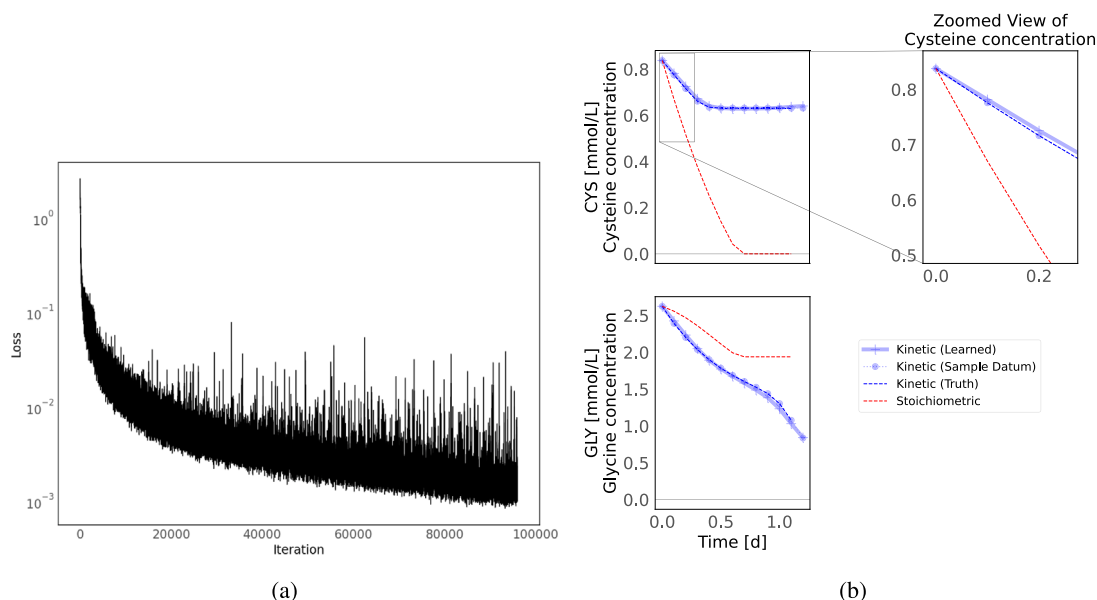 Loss
10^0
10^-1
10^-2
10^-3
0
20000
40000
60000
80000
100000
Iteration
(a)
CYS [mmol/L]
Cysteine concentration
0.8
0.6
0.4
0.2
0.0
Zoomed View of
Cysteine concentration
0.8
0.7
0.6
0.5
0.0
0.2
GLY [mmol/L]
Glycine concentration
2.5
2.0
1.5
1.0
0.5
0.0
0.0
0.5
1.0
Time [d]
Kinetic (Learned)
Kinetic (Sample Datum)
Kinetic (Truth)
Stoichiometric
(b)